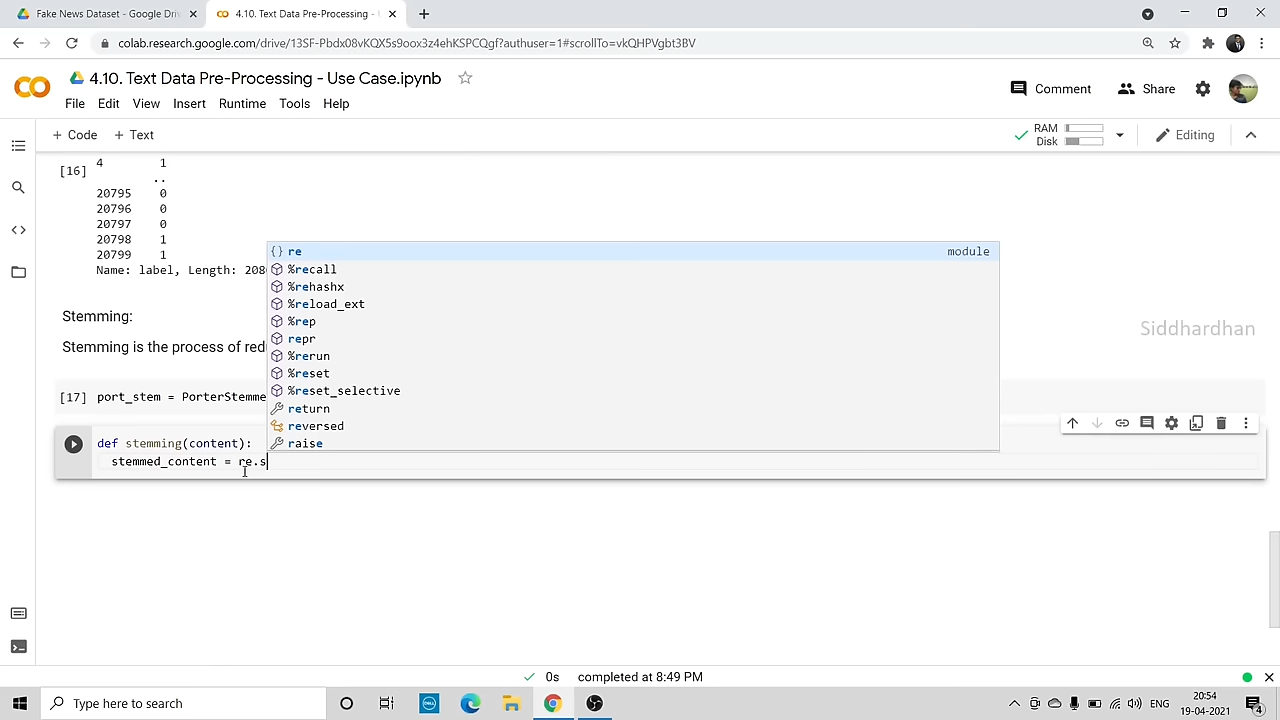 Fake News Dataset - Google Dri
4.10. Text Data Pre-Processing -
colab.research.google.com/drive/13SF-Pbdx08vKQX5s9oox3z4ehKSPCQgf?authuser=1#scrollTo=vkQHPVgbt3BV
4.10. Text Data Pre-Processing - Use Case.ipynb
Comment
Share
File Edit View Insert Runtime Tools Help
+ Code + Text
RAM
Disk
Editing
4 1
[16]
..
20795 0
20796 0
20797 0
20798 1
20799 1
Name: label, Length: 208
{} re module
%recall
%rehashx
%reload_ext
%rep
repr
%rerun
%reset
%reset_selective
return
reversed
raise
Stemming:
Siddhardhan
Stemming is the process of red
[17] port_stem = PorterStemme
def stemming(content):
stemmed_content = re.s
0s completed at 8:49 PM
Type here to search
DELL
ENG
20:54
19-04-2021
4